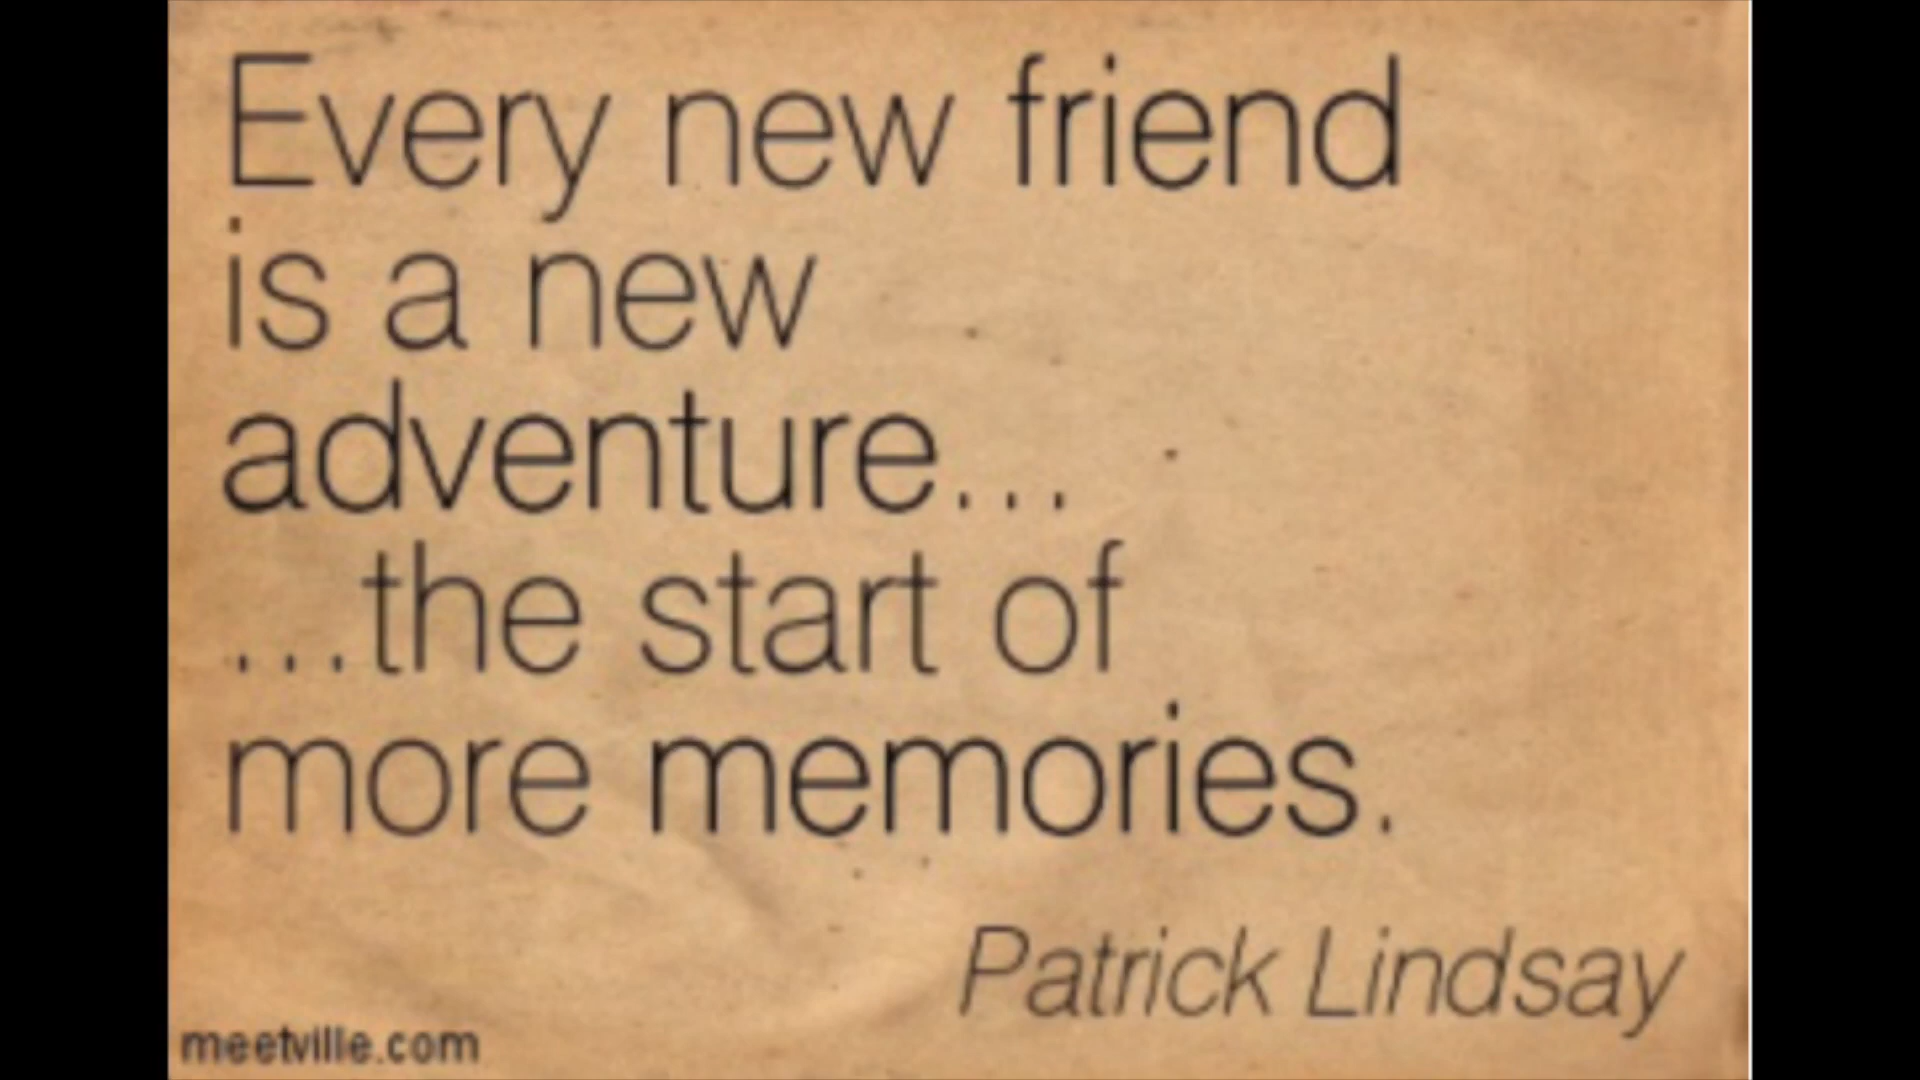 Every new friend
is a new
adventure...
...the start of
more memories.
Patrick Lindsay
meetville.com